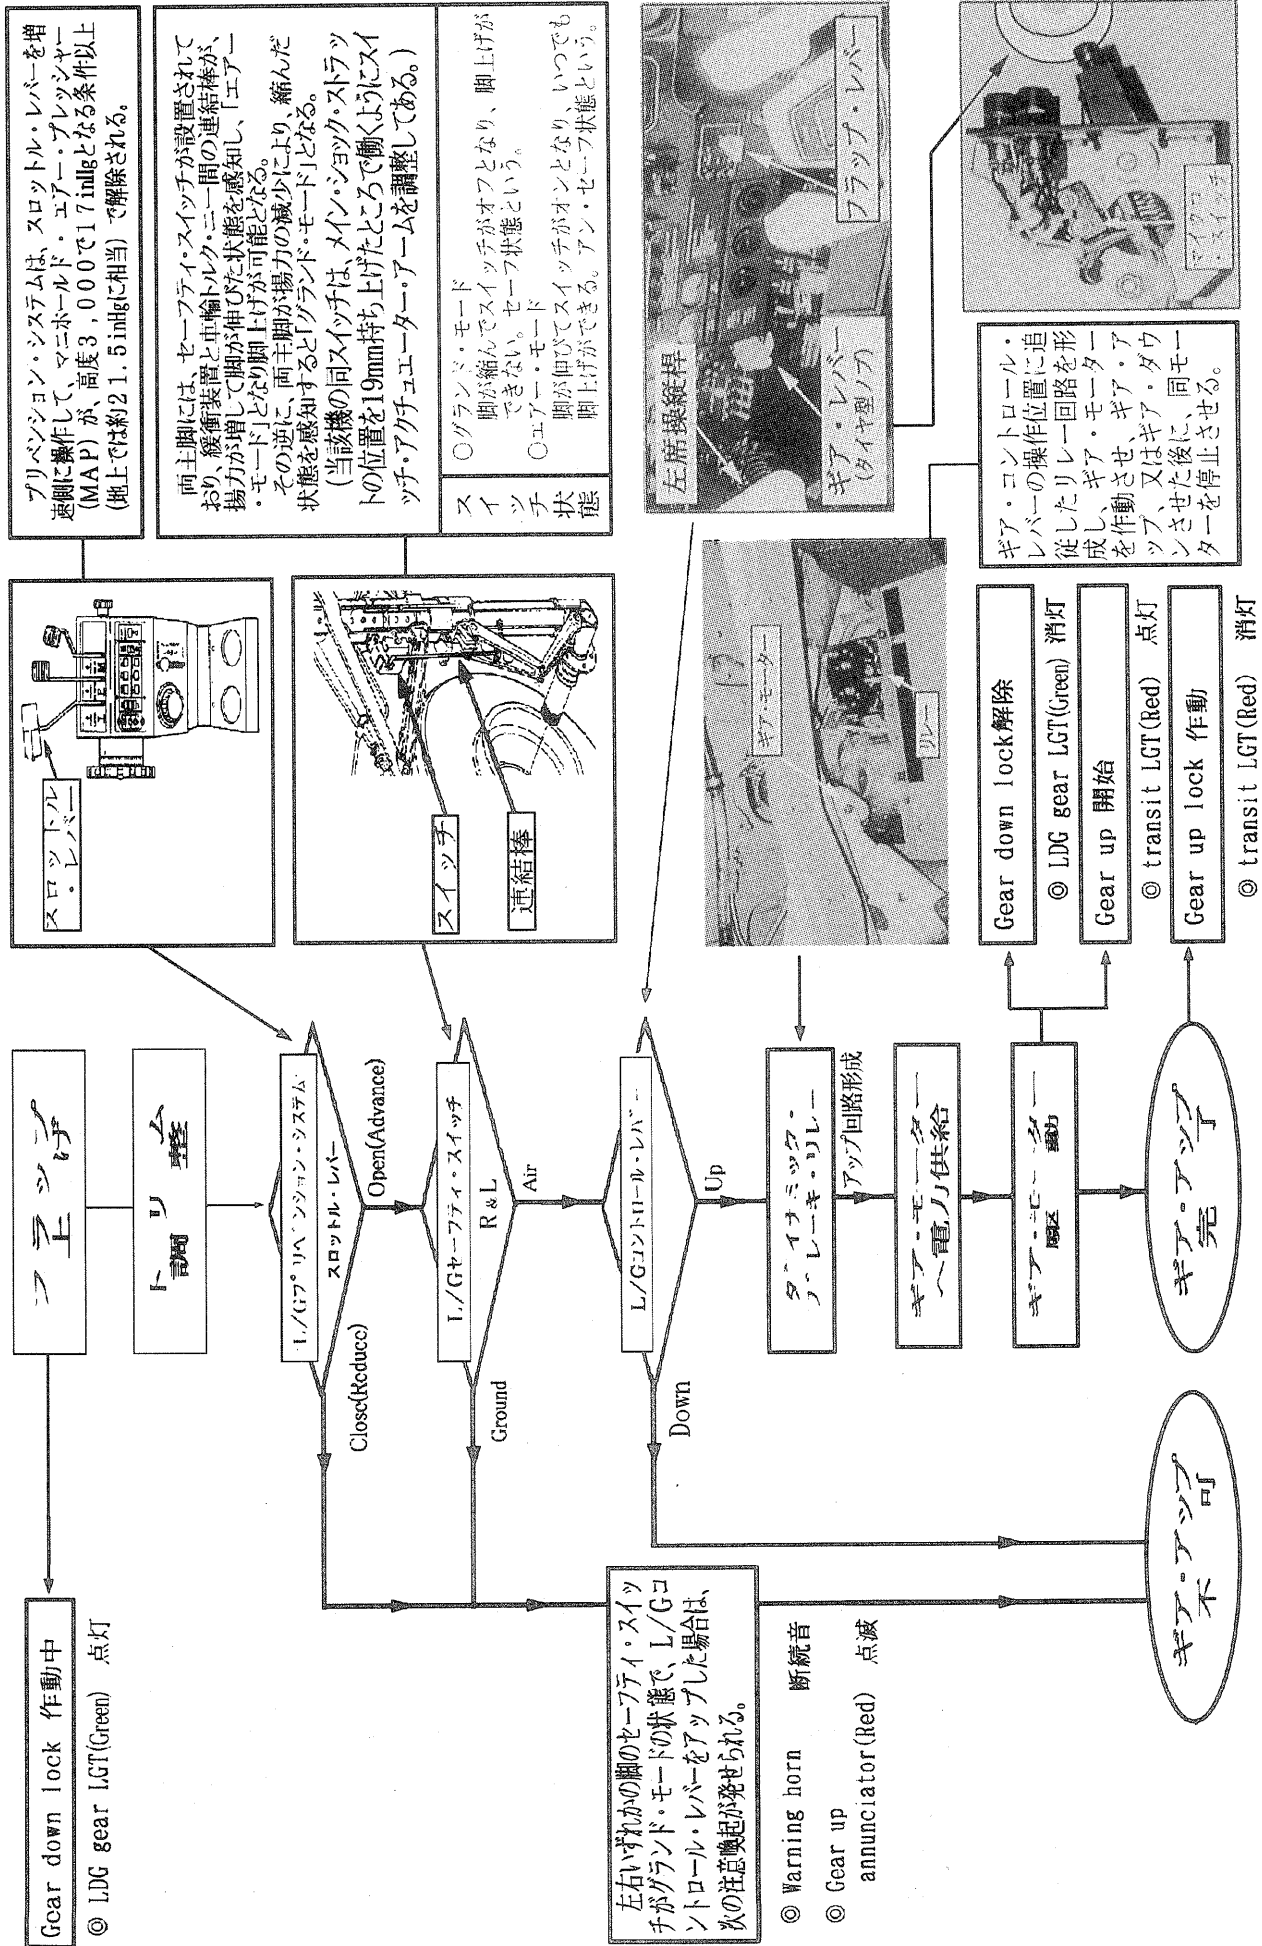 Gear down lock 作動中
◎ LDG gear LGT(Green) 点灯
フラップ
上げ
トリム
調整
L/Gプリベンション・システム
スロットル・レバー
Close(Reduce)
Open(Advance)
L/Gセーフティ・スイッチ
R & L
Ground
Air
L/Gコントロール・レバー
Down
Up
ダイナミック・
ブレーキ・リレー
アップ回路形成
ギア・モーター
へ電力供給
ギア・モーター
駆動
ギア・アップ
完了
ギア・アップ
不可
左右いずれかの脚のセーフティ・スイッ
チがグランド・モードの状態で、L/Gコ
ントロール・レバーをアップした場合は、
次の注意喚起が発せられる。
◎ Warning horn 断続音
◎ Gear up
annunciator(Red) 点滅
スロットル
・レバー
プリベンション・システムは、スロットル・レバーを増
速側に操作して、マニホールド・エアー・プレッシャー
(MAP)が、高度3,000で17inHgとなる条件以上
(地上では約21.5inHgに相当)で解除される。
スイッチ
連結棒
両主脚には、セーフティ・スイッチが設置されて
おり、緩衝装置と車輪トルク・ニー間の連結棒が、
揚力が増して脚が伸びた状態を感知し、「エアー
・モード」となり脚上げが可能となる。
その逆に、両主脚が揚力の減少により、縮んだ
状態を感知すると「グランド・モード」となる。
(当該機の同スイッチは、メイン・ショック・ストラッ
トの位置を19mm持ち上げたところで働くようにスイ
ッチ・アクチュエーター・アームを調整してある。)
スイッチ状態
○グランド・モード
脚が縮んでスイッチがオフとなり、脚上げが
できない。セーフ状態という。
○エアー・モード
脚が伸びてスイッチがオンとなり、いつでも
脚上げができる。アン・セーフ状態という。
左席操縦桿
ギア・レバー
(タイヤ型ノブ)
フラップ・レバー
ギア・モーター
リレー
ギア・コントロール・
レバーの操作位置に追
従したリレー回路を形
成し、ギア・モーター
を作動させ、ギア・ア
ップ、又はギア・ダウ
ンさせた後に、同モー
ターを停止させる。
マイクロ
・スイッチ
Gear down lock解除
◎ LDG gear LGT(Green) 消灯
Gear up 開始
◎ transit LGT(Red) 点灯
Gear up lock 作動
◎ transit LGT(Red) 消灯